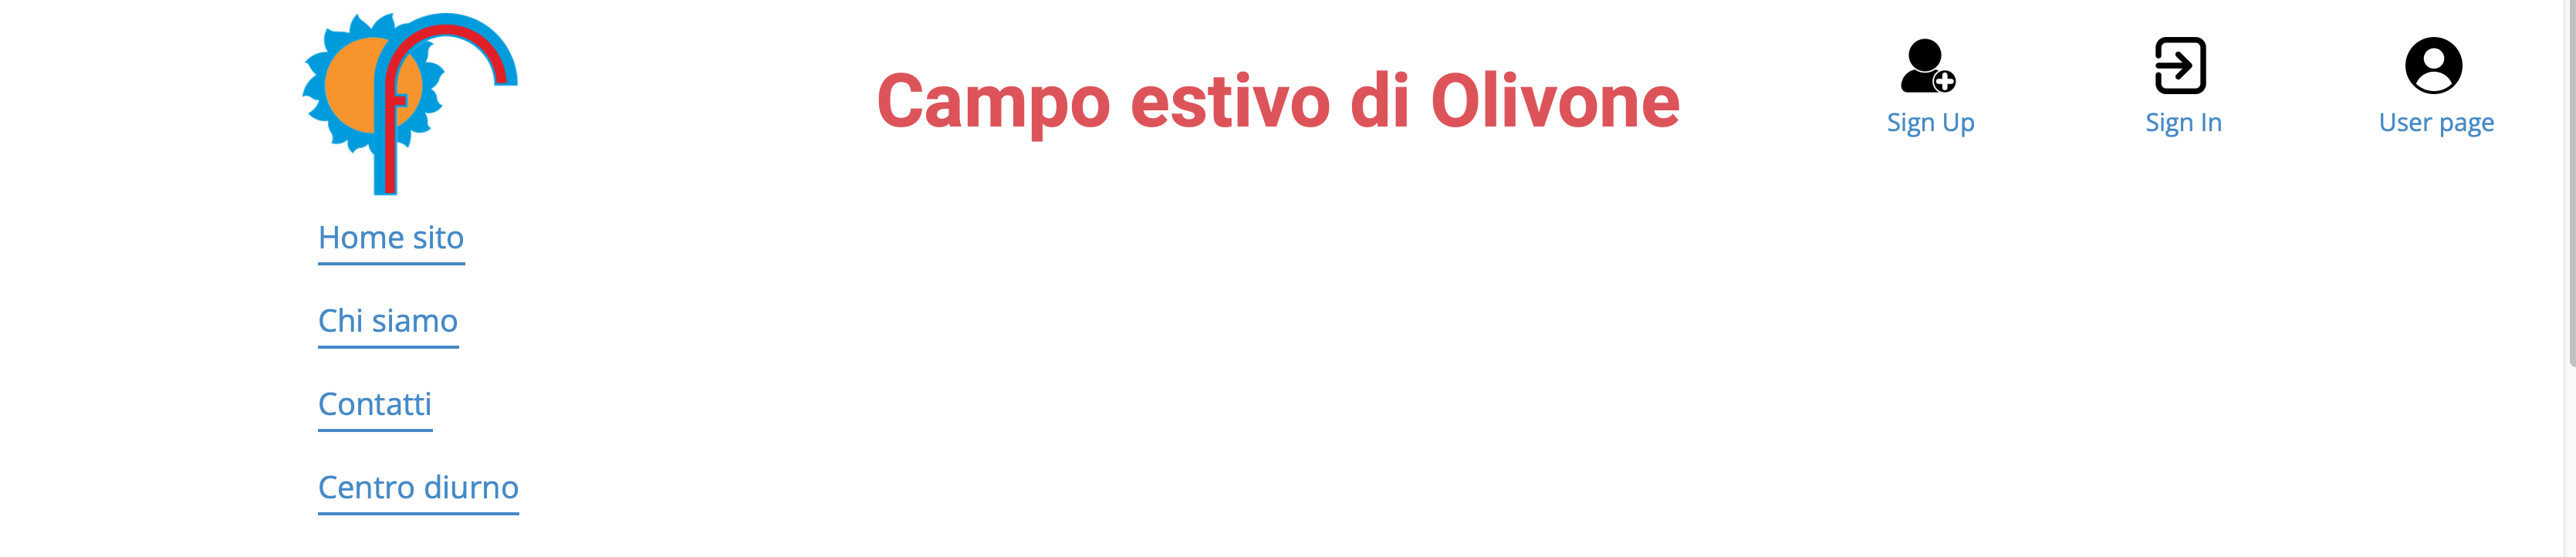 Campo estivo di Olivone
Sign Up
Sign In
User page
Home sito
Chi siamo
Contatti
Centro diurno